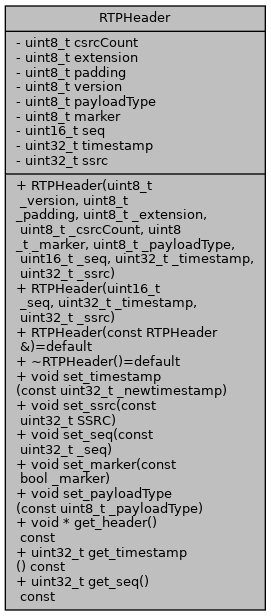 RTPHeader
- uint8_t csrcCount
- uint8_t extension
- uint8_t padding
- uint8_t version
- uint8_t payloadType
- uint8_t marker
- uint16_t seq
- uint32_t timestamp
- uint32_t ssrc
+ RTPHeader(uint8_t
_version, uint8_t
_padding, uint8_t _extension,
uint8_t _csrcCount, uint8
_t _marker, uint8_t _payloadType,
uint16_t _seq, uint32_t _timestamp,
uint32_t _ssrc)
+ RTPHeader(uint16_t
_seq, uint32_t _timestamp,
uint32_t _ssrc)
+ RTPHeader(const RTPHeader
&)=default
+ ~RTPHeader()=default
+ void set_timestamp
(const uint32_t _newtimestamp)
+ void set_ssrc(const
uint32_t SSRC)
+ void set_seq(const
uint32_t _seq)
+ void set_marker(const
bool _marker)
+ void set_payloadType
(const uint8_t _payloadType)
+ void * get_header()
const
+ uint32_t get_timestamp
() const
+ uint32_t get_seq()
const